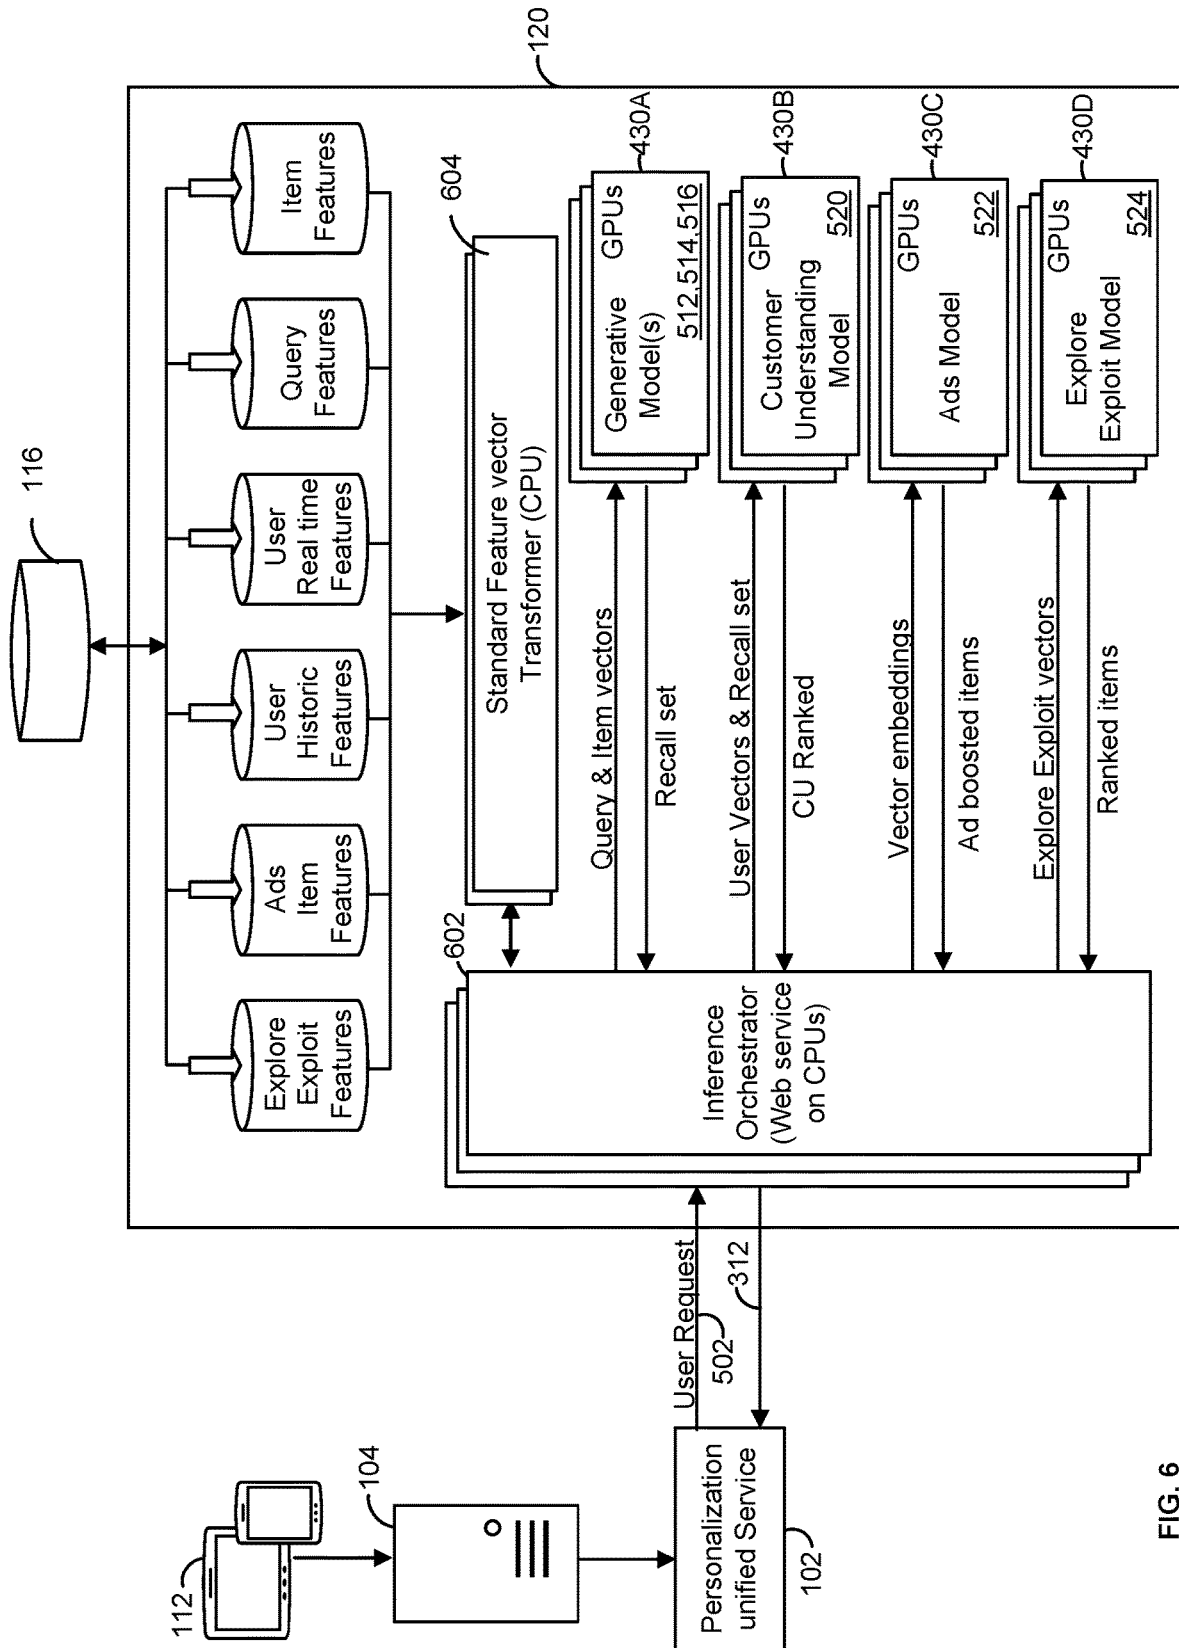 116
120
Explore
Exploit
Features
Ads
Item
Features
User
Historic
Features
User
Real time
Features
Query
Features
Item
Features
112
104
Standard Feature vector
Transformer (CPU)
604
602
Query & Item vectors
Recall set
Generative
Model(s)
GPUs
512,514,516
430A
User Request
502
312
Personalization
unified Service
102
Inference
Orchestrator
(Web service
on CPUs)
User Vectors & Recall set
CU Ranked
GPUs
Customer
Understanding
Model
520
430B
Vector embeddings
Ad boosted items
GPUs
Ads Model
522
430C
Explore Exploit vectors
Ranked items
GPUs
Explore
Exploit Model
524
430D
FIG. 6